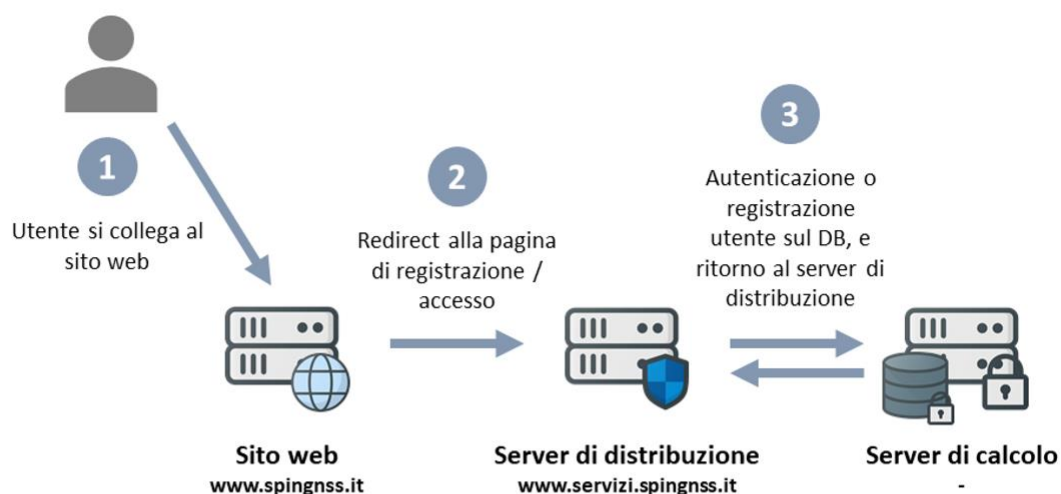 1
Utente si collega al
sito web
2
Redirect alla pagina
di registrazione /
accesso
3
Autenticazione o
registrazione
utente sul DB, e
ritorno al server di
distribuzione
Sito web
www.spingnss.it
Server di distribuzione
www.servizi.spingnss.it
Server di calcolo
-